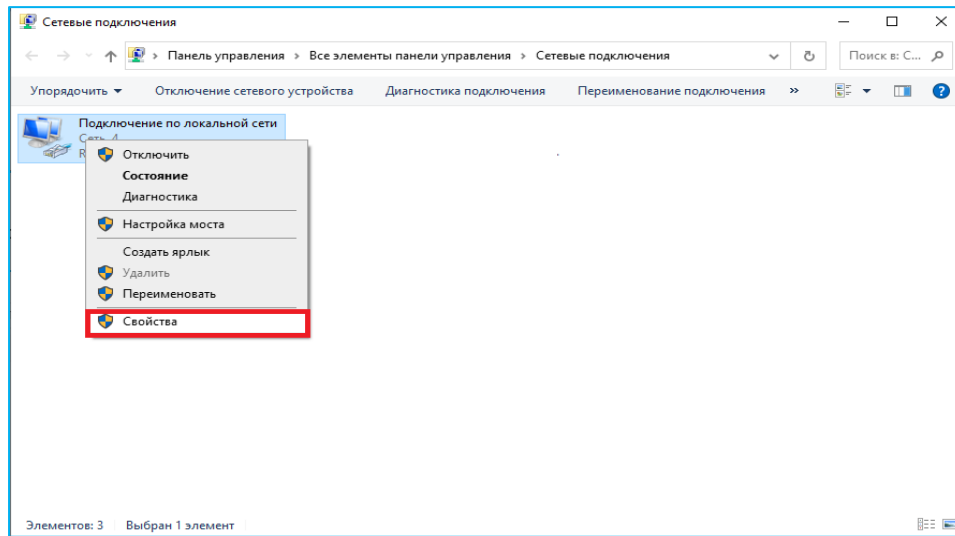 Сетевые подключения
Панель управления › Все элементы панели управления › Сетевые подключения
Поиск в: С...
Упорядочить Отключение сетевого устройства Диагностика подключения Переименование подключения »
Подключение по локальной сети
Сеть 4
R
Отключить
Состояние
Диагностика
Настройка моста
Создать ярлык
Удалить
Переименовать
Свойства
Элементов: 3 Выбран 1 элемент